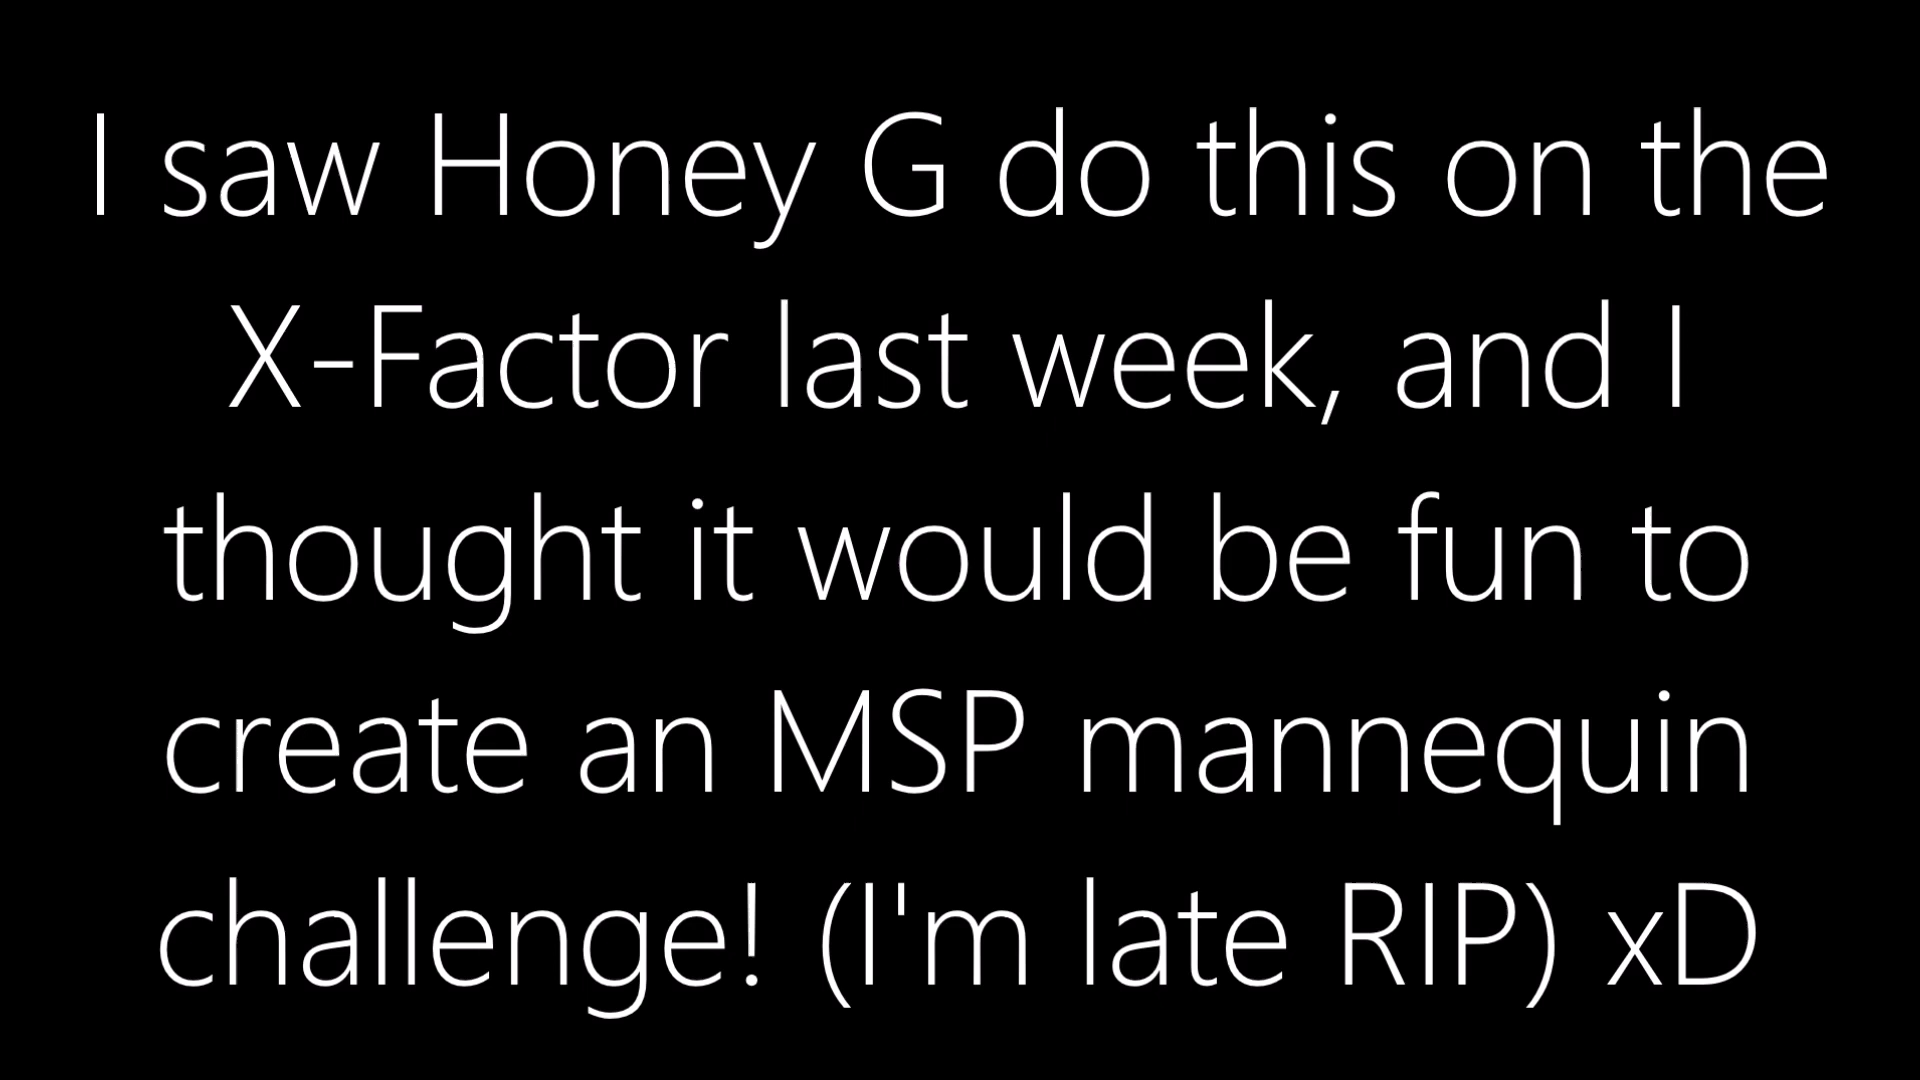 I saw Honey G do this on the
X-Factor last week, and I
thought it would be fun to
create an MSP mannequin
challenge! (I'm late RIP) xD